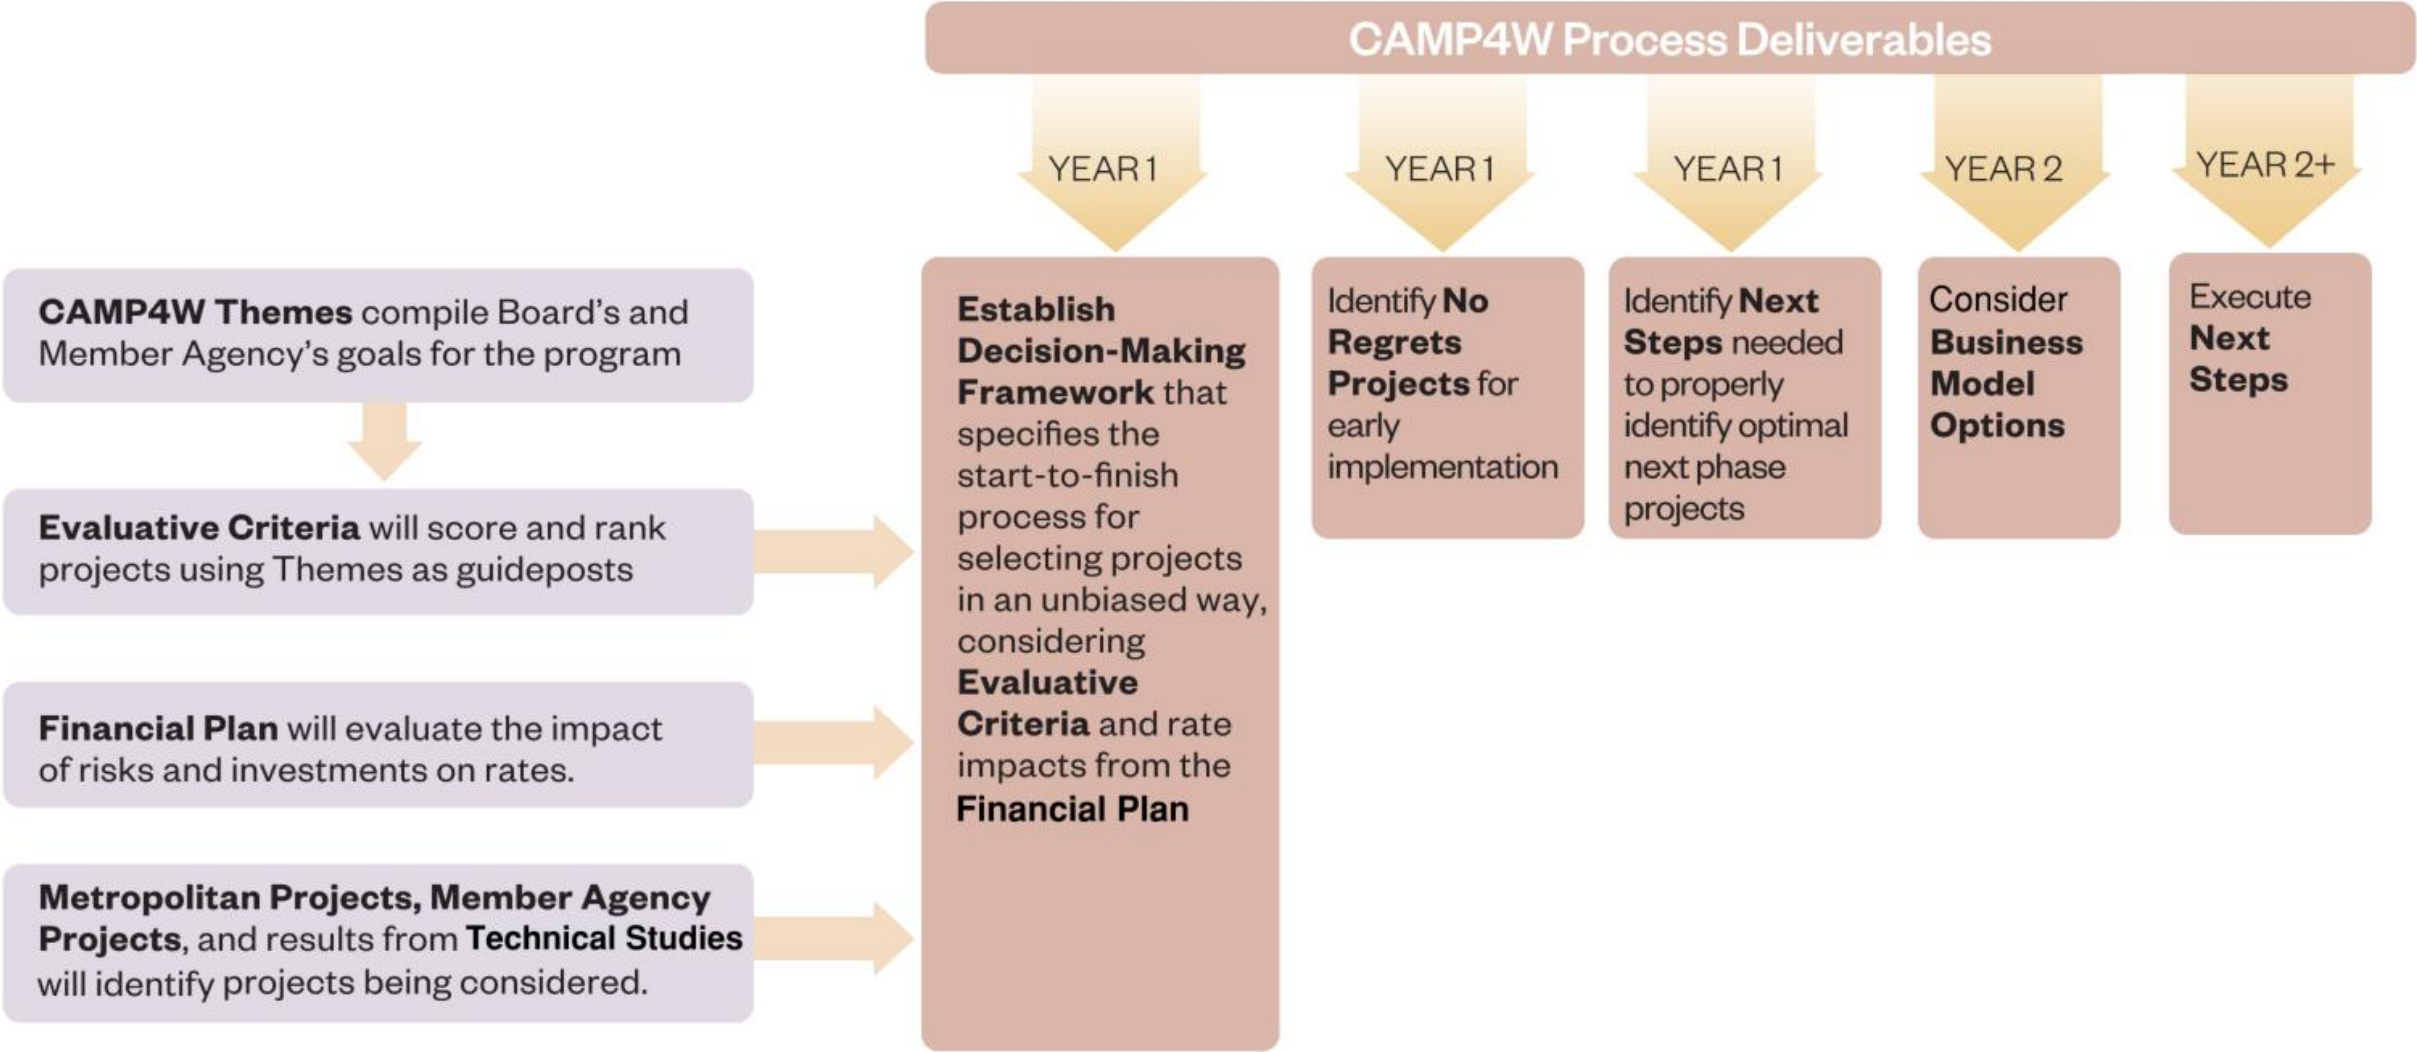 CAMP4W Process Deliverables
YEAR 1
YEAR 1
YEAR 1
YEAR 2
YEAR 2+
CAMP4W Themes compile Board's and
Member Agency's goals for the program
Evaluative Criteria will score and rank
projects using Themes as guideposts
Financial Plan will evaluate the impact
of risks and investments on rates.
Metropolitan Projects, Member Agency
Projects, and results from Technical Studies
will identify projects being considered.
Establish
Decision-Making
Framework that
specifies the
start-to-finish
process for
selecting projects
in an unbiased way,
considering
Evaluative
Criteria and rate
impacts from the
Financial Plan
Identify No
Regrets
Projects for
early
implementation
Identify Next
Steps needed
to properly
identify optimal
next phase
projects
Consider
Business
Model
Options
Execute
Next
Steps